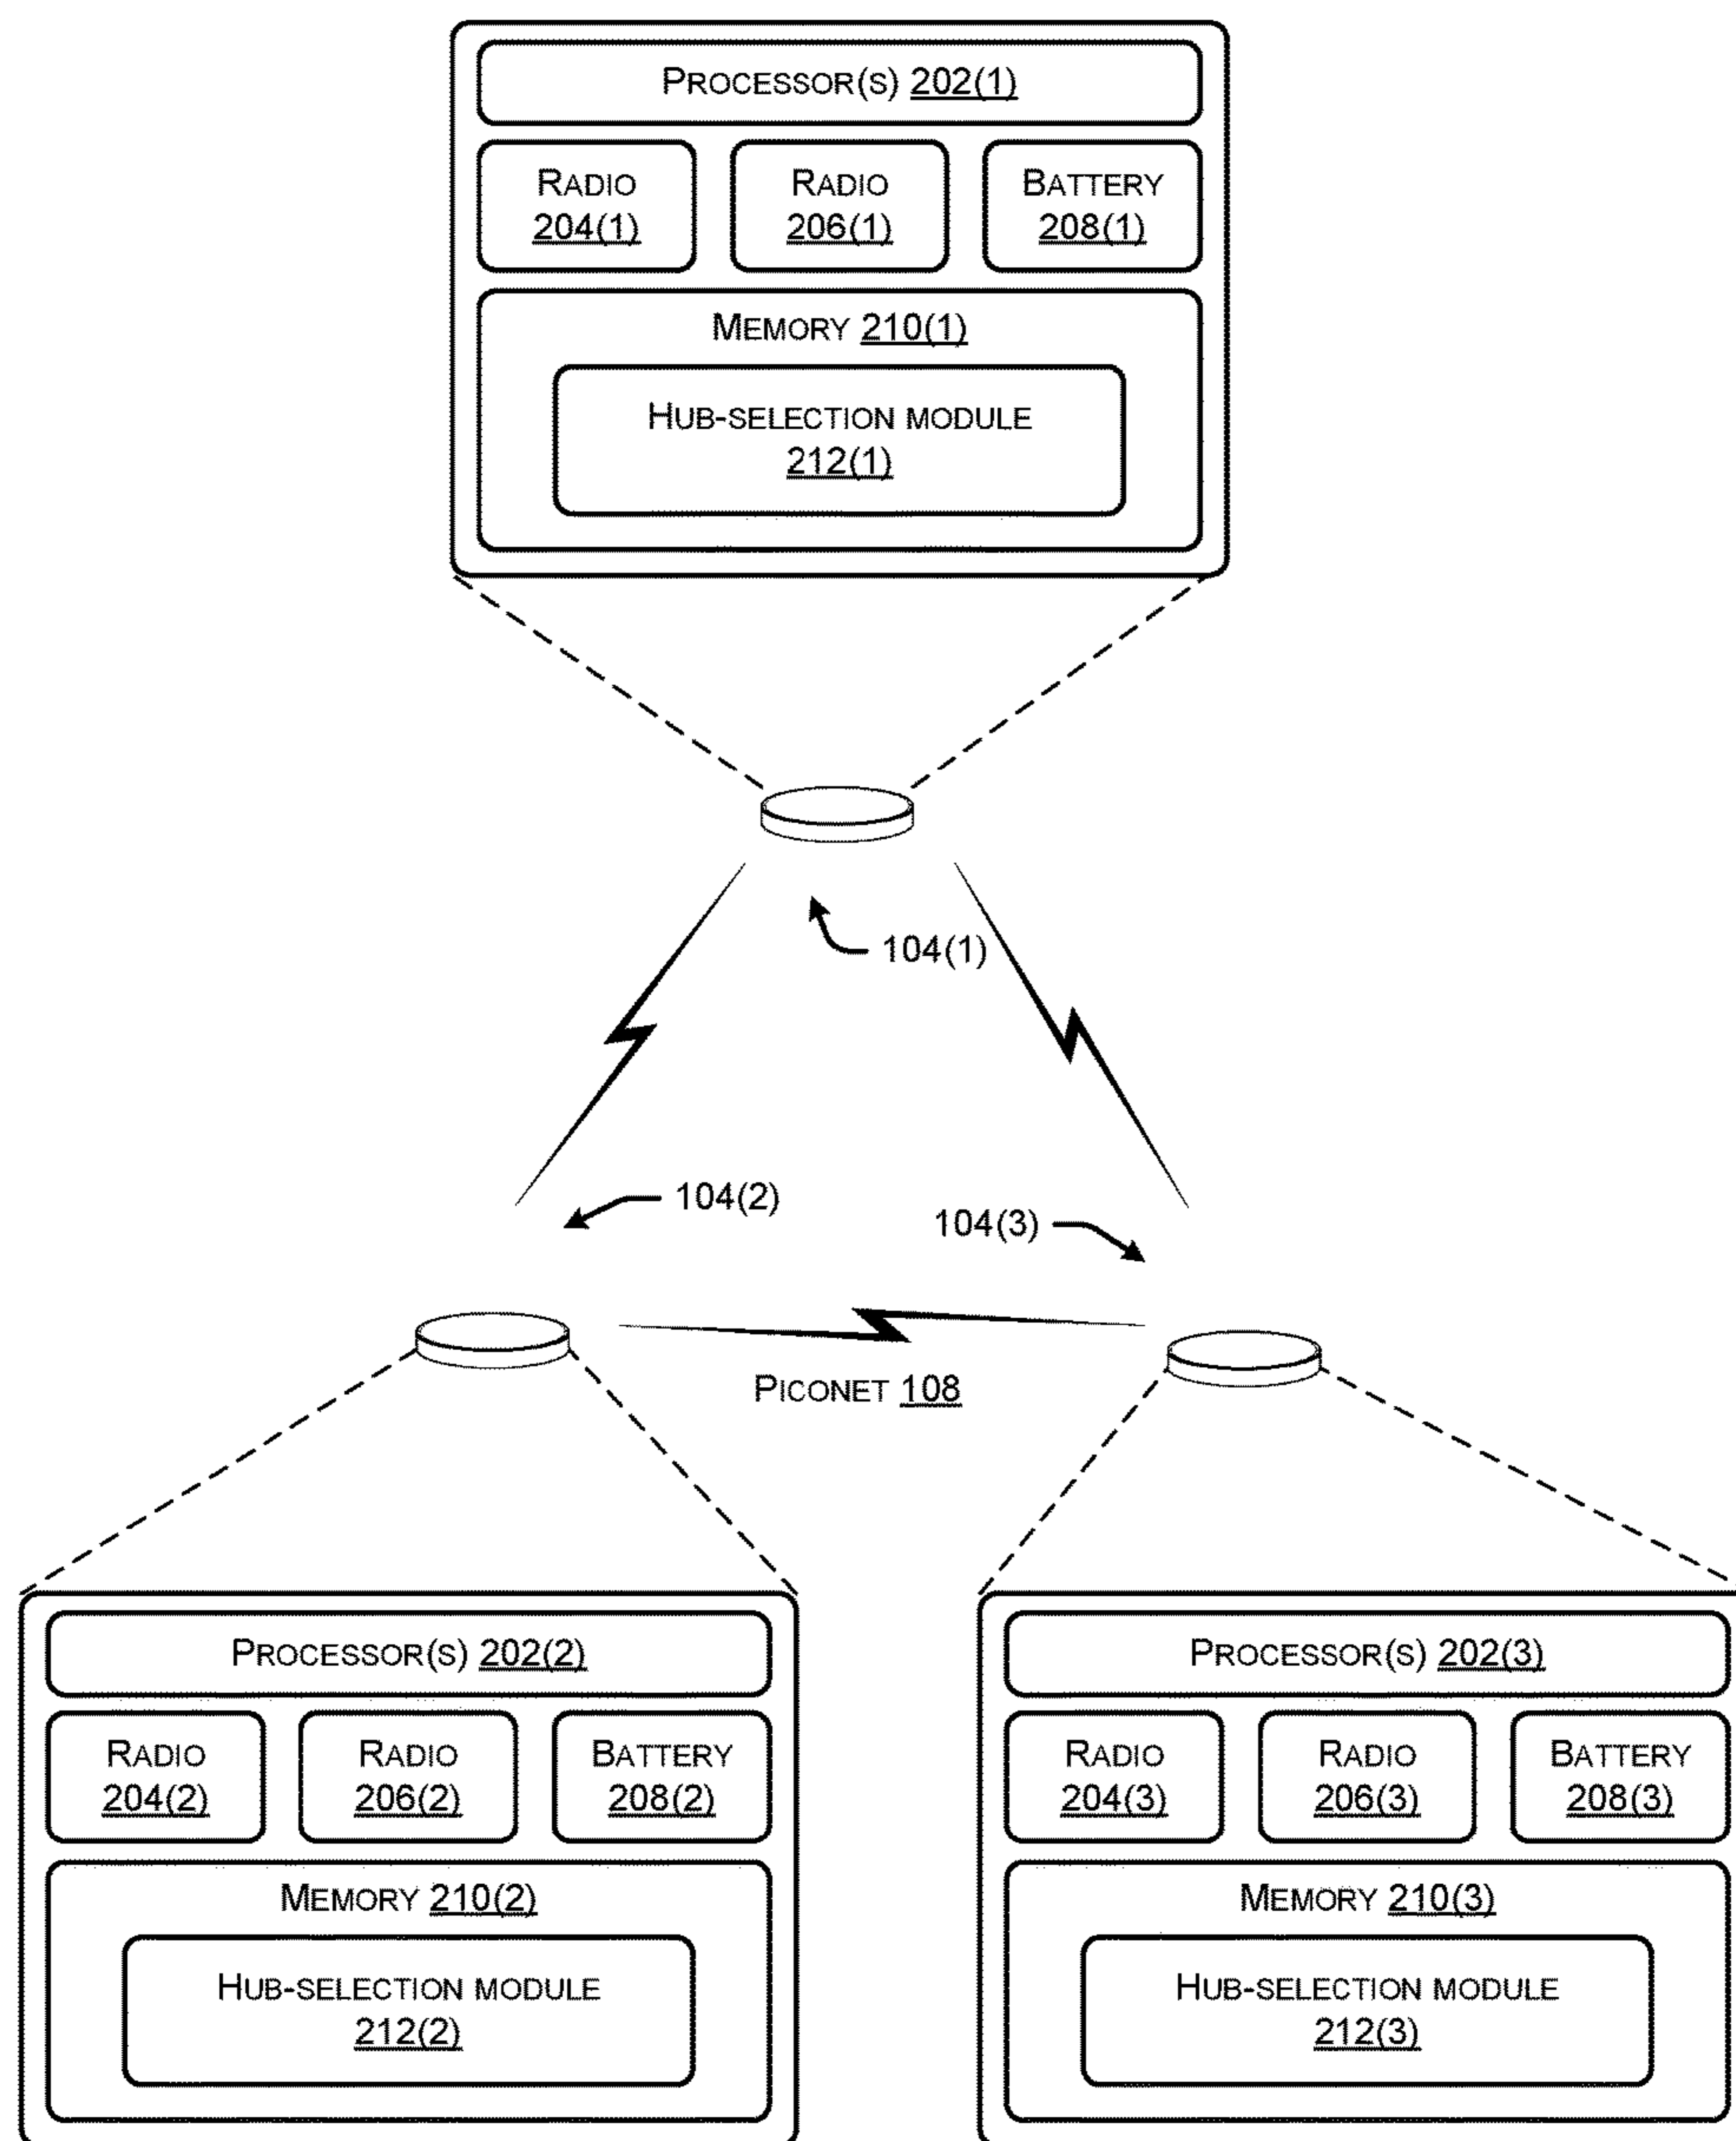 PROCESSOR(S) 202(1)
RADIO
204(1)
RADIO
206(1)
BATTERY
208(1)
MEMORY 210(1)
HUB-SELECTION MODULE
212(1)
104(1)
104(2)
104(3)
PICONET 108
PROCESSOR(S) 202(2)
RADIO
204(2)
RADIO
206(2)
BATTERY
208(2)
MEMORY 210(2)
HUB-SELECTION MODULE
212(2)
PROCESSOR(S) 202(3)
RADIO
204(3)
RADIO
206(3)
BATTERY
208(3)
MEMORY 210(3)
HUB-SELECTION MODULE
212(3)